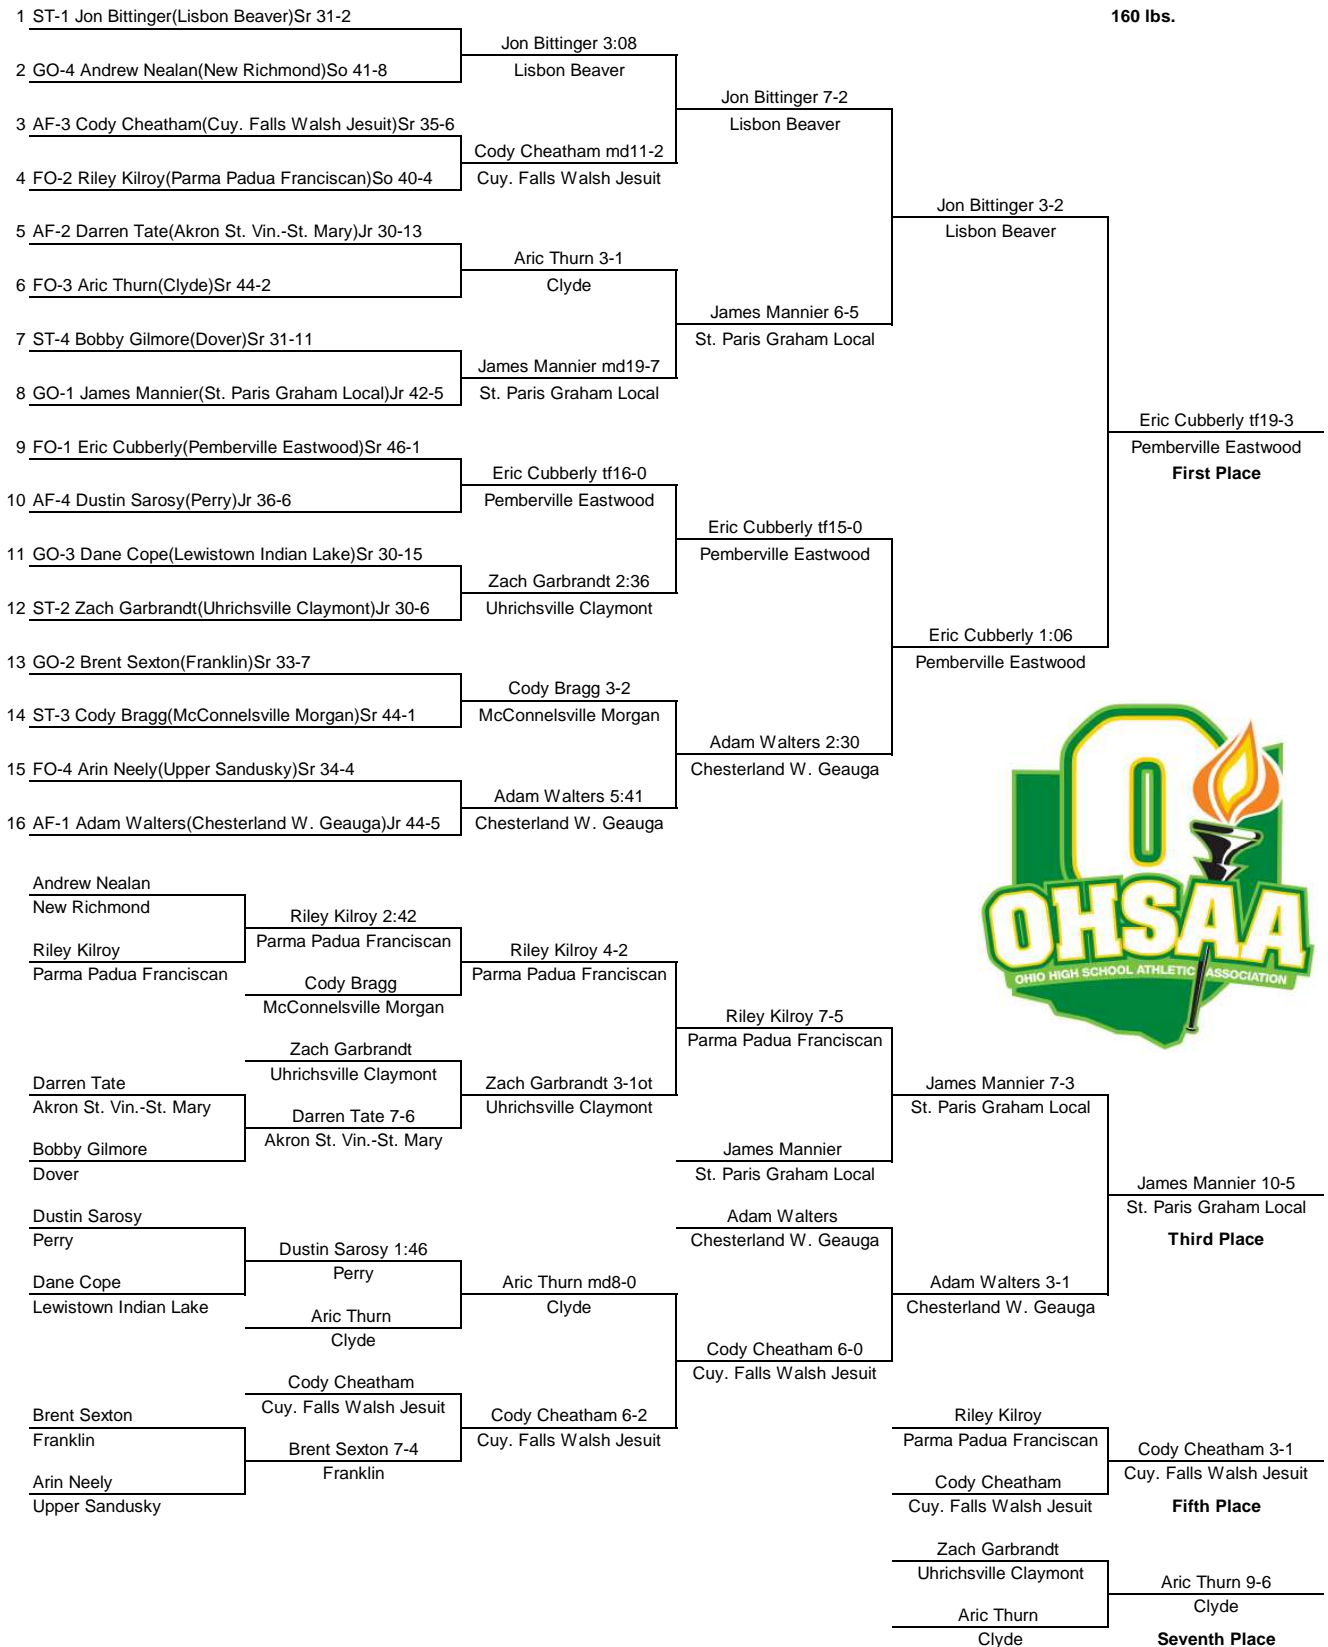 1 ST-1 Jon Bittinger(Lisbon Beaver)Sr 31-2
160 lbs.
Jon Bittinger 3:08
2 GO-4 Andrew Nealan(New Richmond)So 41-8
Lisbon Beaver
Jon Bittinger 7-2
3 AF-3 Cody Cheatham(Cuy. Falls Walsh Jesuit)Sr 35-6
Lisbon Beaver
Cody Cheatham md11-2
4 FO-2 Riley Kilroy(Parma Padua Franciscan)So 40-4
Cuy. Falls Walsh Jesuit
Jon Bittinger 3-2
5 AF-2 Darren Tate(Akron St. Vin.-St. Mary)Jr 30-13
Lisbon Beaver
Aric Thurn 3-1
6 FO-3 Aric Thurn(Clyde)Sr 44-2
Clyde
James Mannier 6-5
7 ST-4 Bobby Gilmore(Dover)Sr 31-11
St. Paris Graham Local
James Mannier md19-7
8 GO-1 James Mannier(St. Paris Graham Local)Jr 42-5
St. Paris Graham Local
Eric Cubberly tf19-3
9 FO-1 Eric Cubberly(Pemberville Eastwood)Sr 46-1
Pemberville Eastwood
Eric Cubberly tf16-0
First Place
10 AF-4 Dustin Sarosy(Perry)Jr 36-6
Pemberville Eastwood
Eric Cubberly tf15-0
11 GO-3 Dane Cope(Lewistown Indian Lake)Sr 30-15
Pemberville Eastwood
Zach Garbrandt 2:36
12 ST-2 Zach Garbrandt(Uhrichsville Claymont)Jr 30-6
Uhrichsville Claymont
Eric Cubberly 1:06
13 GO-2 Brent Sexton(Franklin)Sr 33-7
Pemberville Eastwood
Cody Bragg 3-2
14 ST-3 Cody Bragg(McConnelsville Morgan)Sr 44-1
McConnelsville Morgan
Adam Walters 2:30
15 FO-4 Arin Neely(Upper Sandusky)Sr 34-4
Chesterland W. Geauga
Adam Walters 5:41
16 AF-1 Adam Walters(Chesterland W. Geauga)Jr 44-5
Chesterland W. Geauga
O
OHSAA
OHIO HIGH SCHOOL ATHLETIC ASSOCIATION
Andrew Nealan
New Richmond
Riley Kilroy 2:42
Parma Padua Franciscan
Riley Kilroy
Parma Padua Franciscan
Riley Kilroy 4-2
Parma Padua Franciscan
Cody Bragg
McConnelsville Morgan
Riley Kilroy 7-5
Parma Padua Franciscan
Zach Garbrandt
Uhrichsville Claymont
Darren Tate
Akron St. Vin.-St. Mary
Zach Garbrandt 3-1ot
Uhrichsville Claymont
James Mannier 7-3
St. Paris Graham Local
Darren Tate 7-6
Akron St. Vin.-St. Mary
Bobby Gilmore
Dover
James Mannier
St. Paris Graham Local
James Mannier 10-5
St. Paris Graham Local
Third Place
Dustin Sarosy
Perry
Adam Walters
Chesterland W. Geauga
Dustin Sarosy 1:46
Perry
Dane Cope
Lewistown Indian Lake
Aric Thurn md8-0
Clyde
Adam Walters 3-1
Chesterland W. Geauga
Aric Thurn
Clyde
Cody Cheatham 6-0
Cuy. Falls Walsh Jesuit
Cody Cheatham
Cuy. Falls Walsh Jesuit
Brent Sexton
Franklin
Cody Cheatham 6-2
Cuy. Falls Walsh Jesuit
Riley Kilroy
Parma Padua Franciscan
Brent Sexton 7-4
Franklin
Cody Cheatham 3-1
Cuy. Falls Walsh Jesuit
Arin Neely
Upper Sandusky
Cody Cheatham
Cuy. Falls Walsh Jesuit
Fifth Place
Zach Garbrandt
Uhrichsville Claymont
Aric Thurn 9-6
Clyde
Aric Thurn
Clyde
Seventh Place